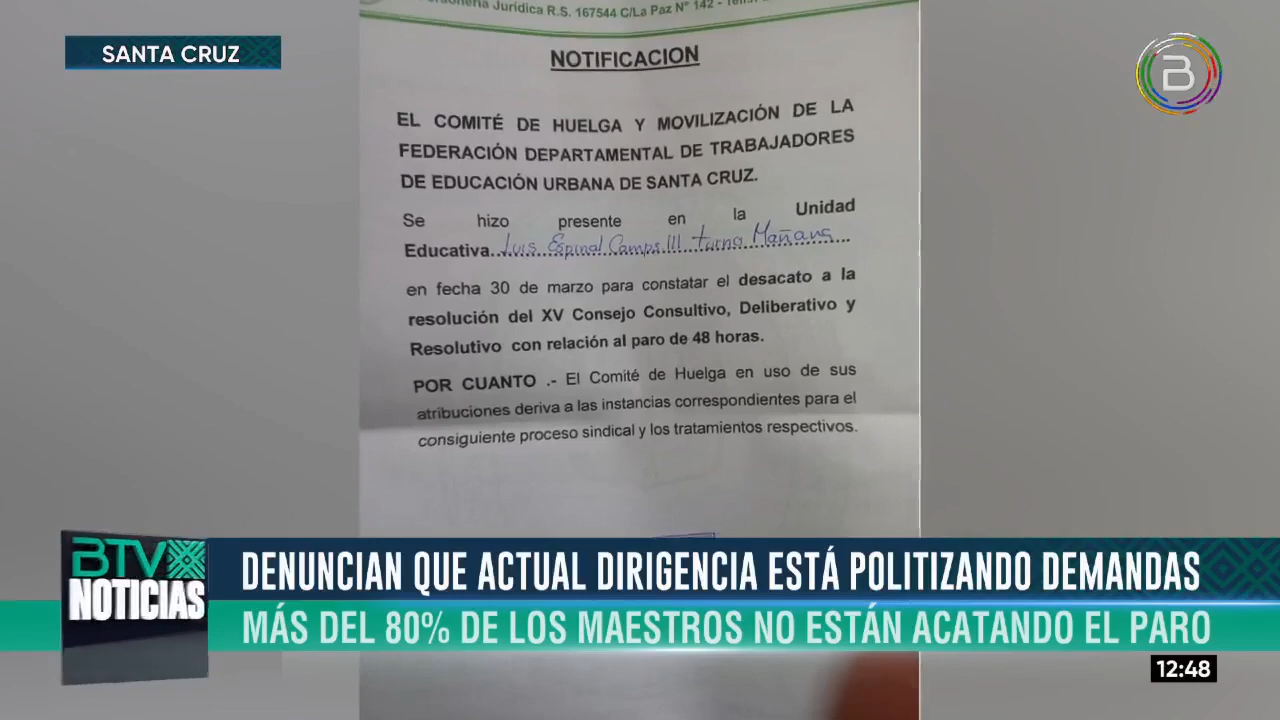 SANTA CRUZ
B
Jurídica R.S. 167544 C/La Paz N° 142 -
NOTIFICACION
EL COMITÉ DE HUELGA Y MOVILIZACIÓN DE LA
FEDERACIÓN DEPARTAMENTAL DE TRABAJADORES
DE EDUCACIÓN URBANA DE SANTA CRUZ.
Se hizo presente en la Unidad
Educativa..Luis Espinal Camps III turno Mañana...
en fecha 30 de marzo para constatar el desacato a la
resolución del XV Consejo Consultivo, Deliberativo y
Resolutivo con relación al paro de 48 horas.
POR CUANTO .- El Comité de Huelga en uso de sus
atribuciones deriva a las instancias correspondientes para el
consiguiente proceso sindical y los tratamientos respectivos.
BTV
NOTICIAS
DENUNCIAN QUE ACTUAL DIRIGENCIA ESTÁ POLITIZANDO DEMANDAS
MÁS DEL 80% DE LOS MAESTROS NO ESTÁN ACATANDO EL PARO
12:48